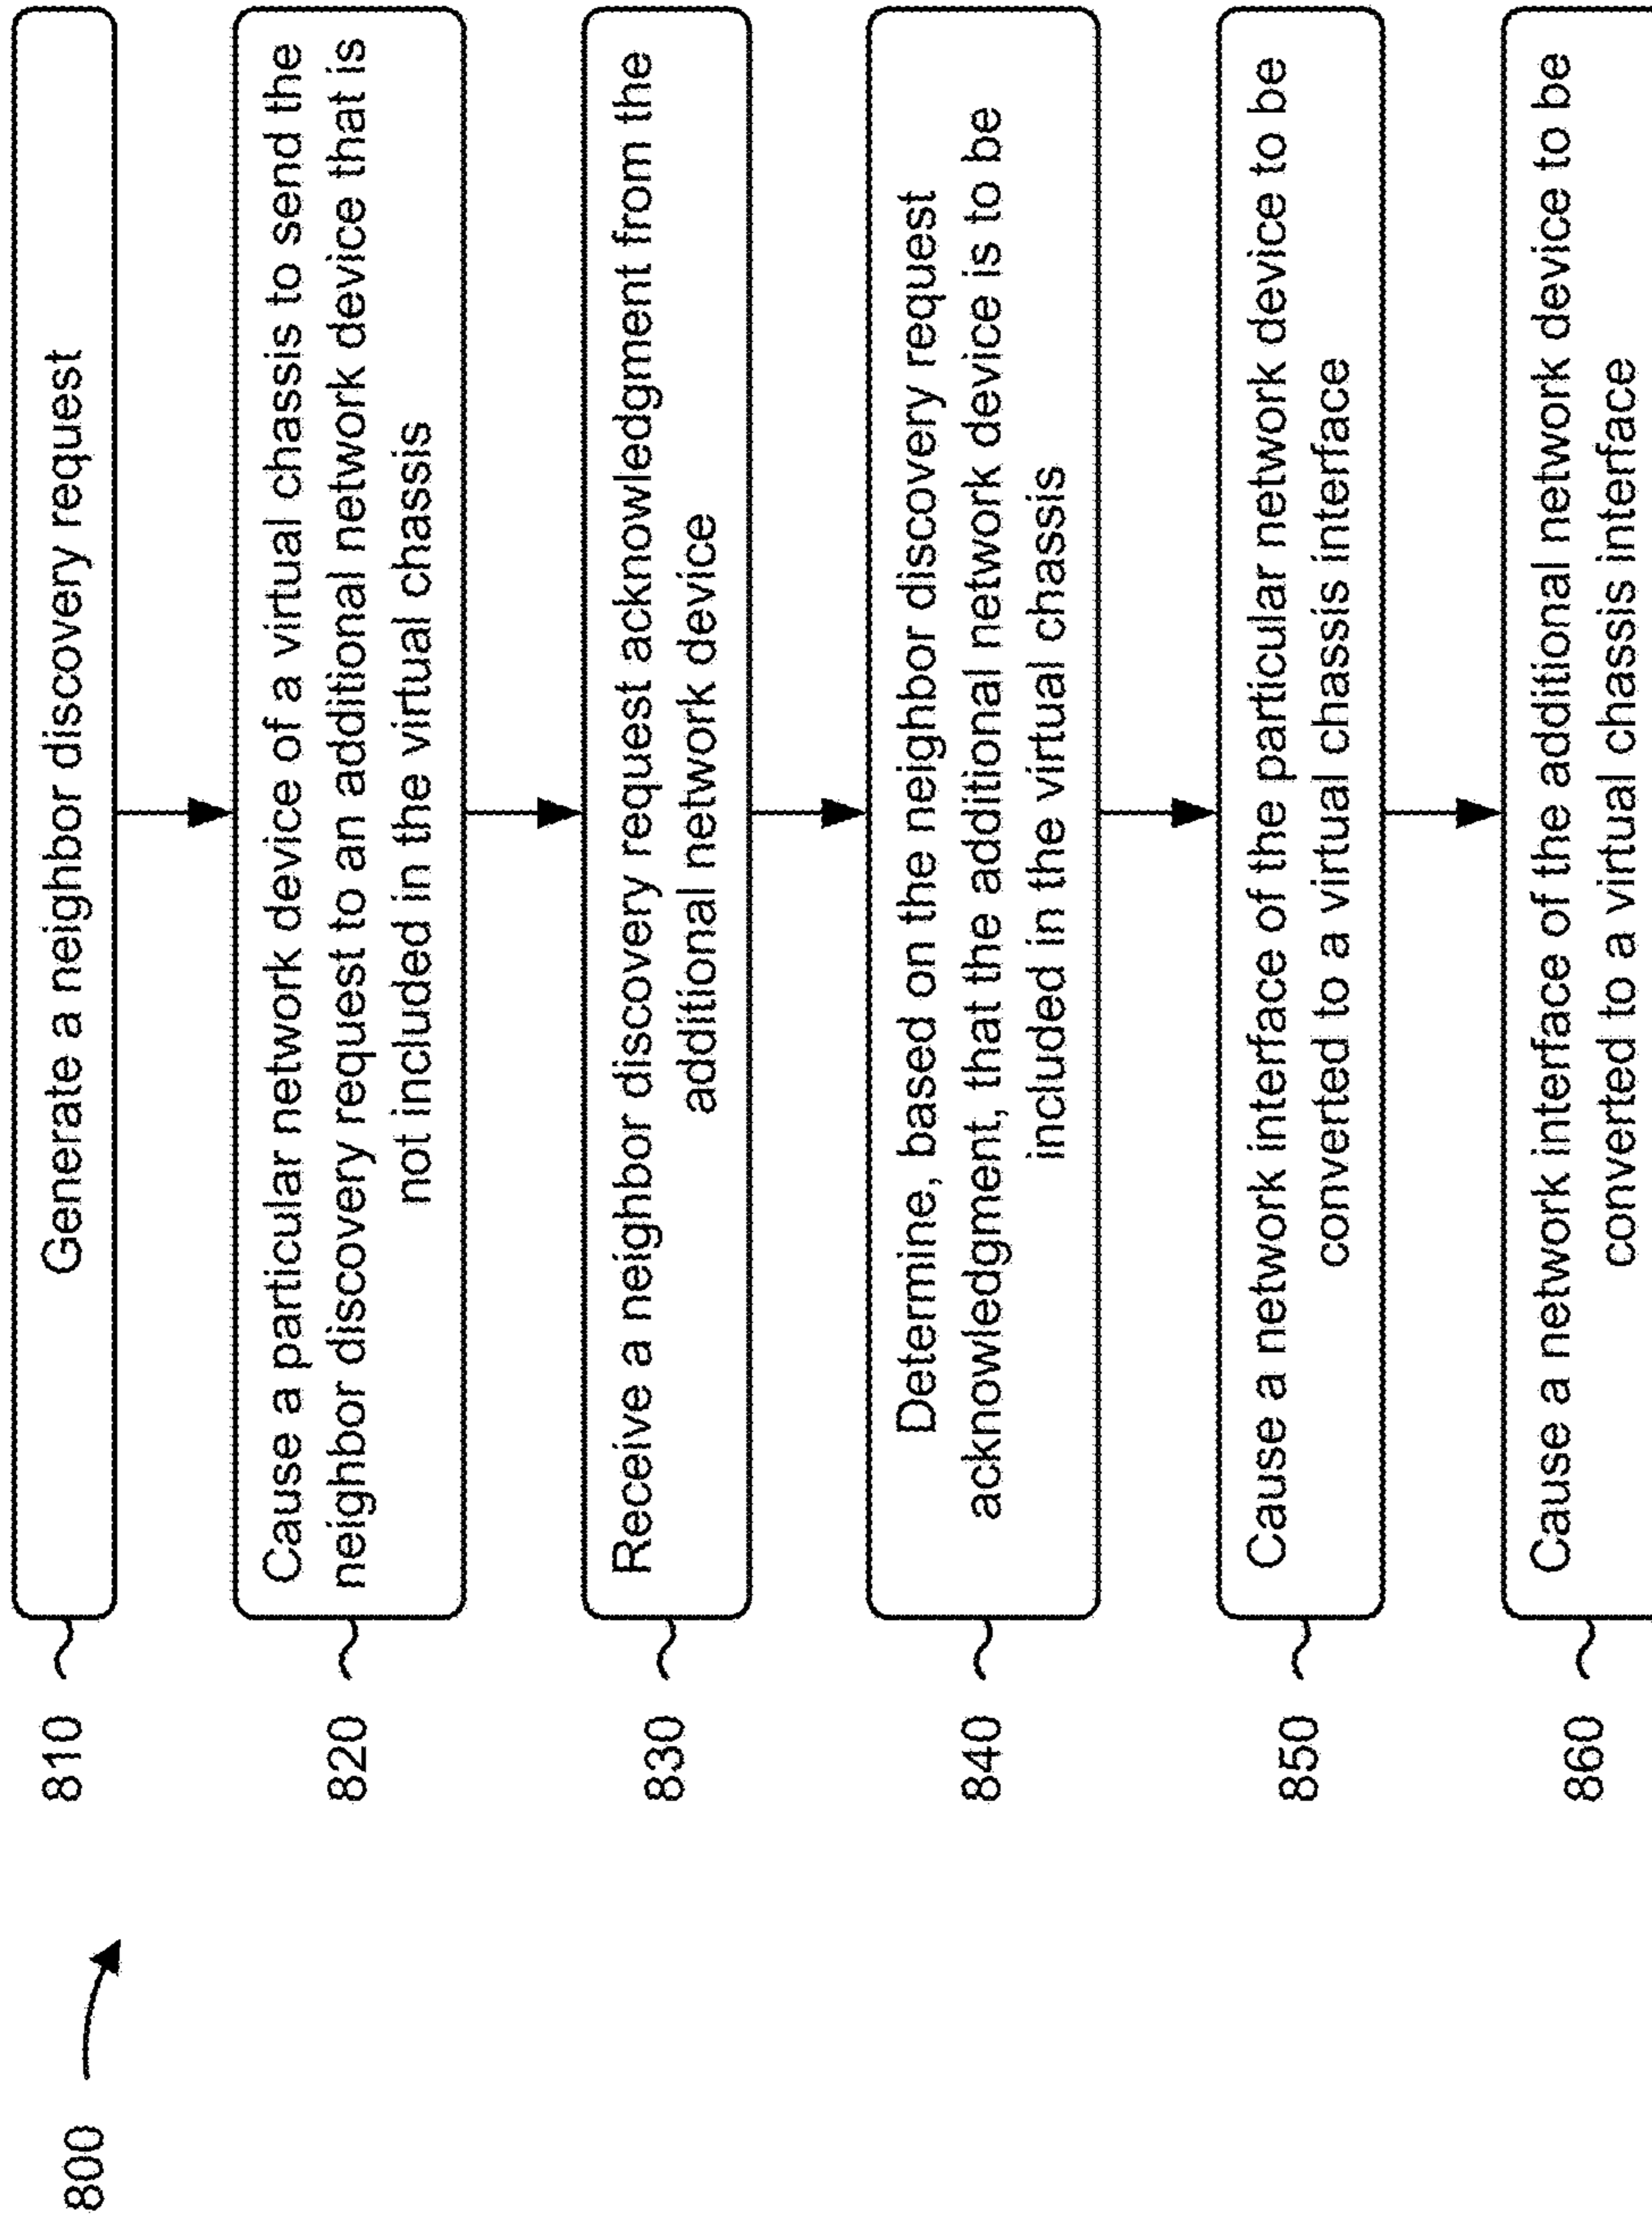 800
810
Generate a neighbor discovery request
820
Cause a particular network device of a virtual chassis to send the
neighbor discovery request to an additional network device that is
not included in the virtual chassis
830
Receive a neighbor discovery request acknowledgment from the
additional network device
840
Determine, based on the neighbor discovery request
acknowledgment, that the additional network device is to be
included in the virtual chassis
850
Cause a network interface of the particular network device to be
converted to a virtual chassis interface
860
Cause a network interface of the additional network device to be
converted to a virtual chassis interface